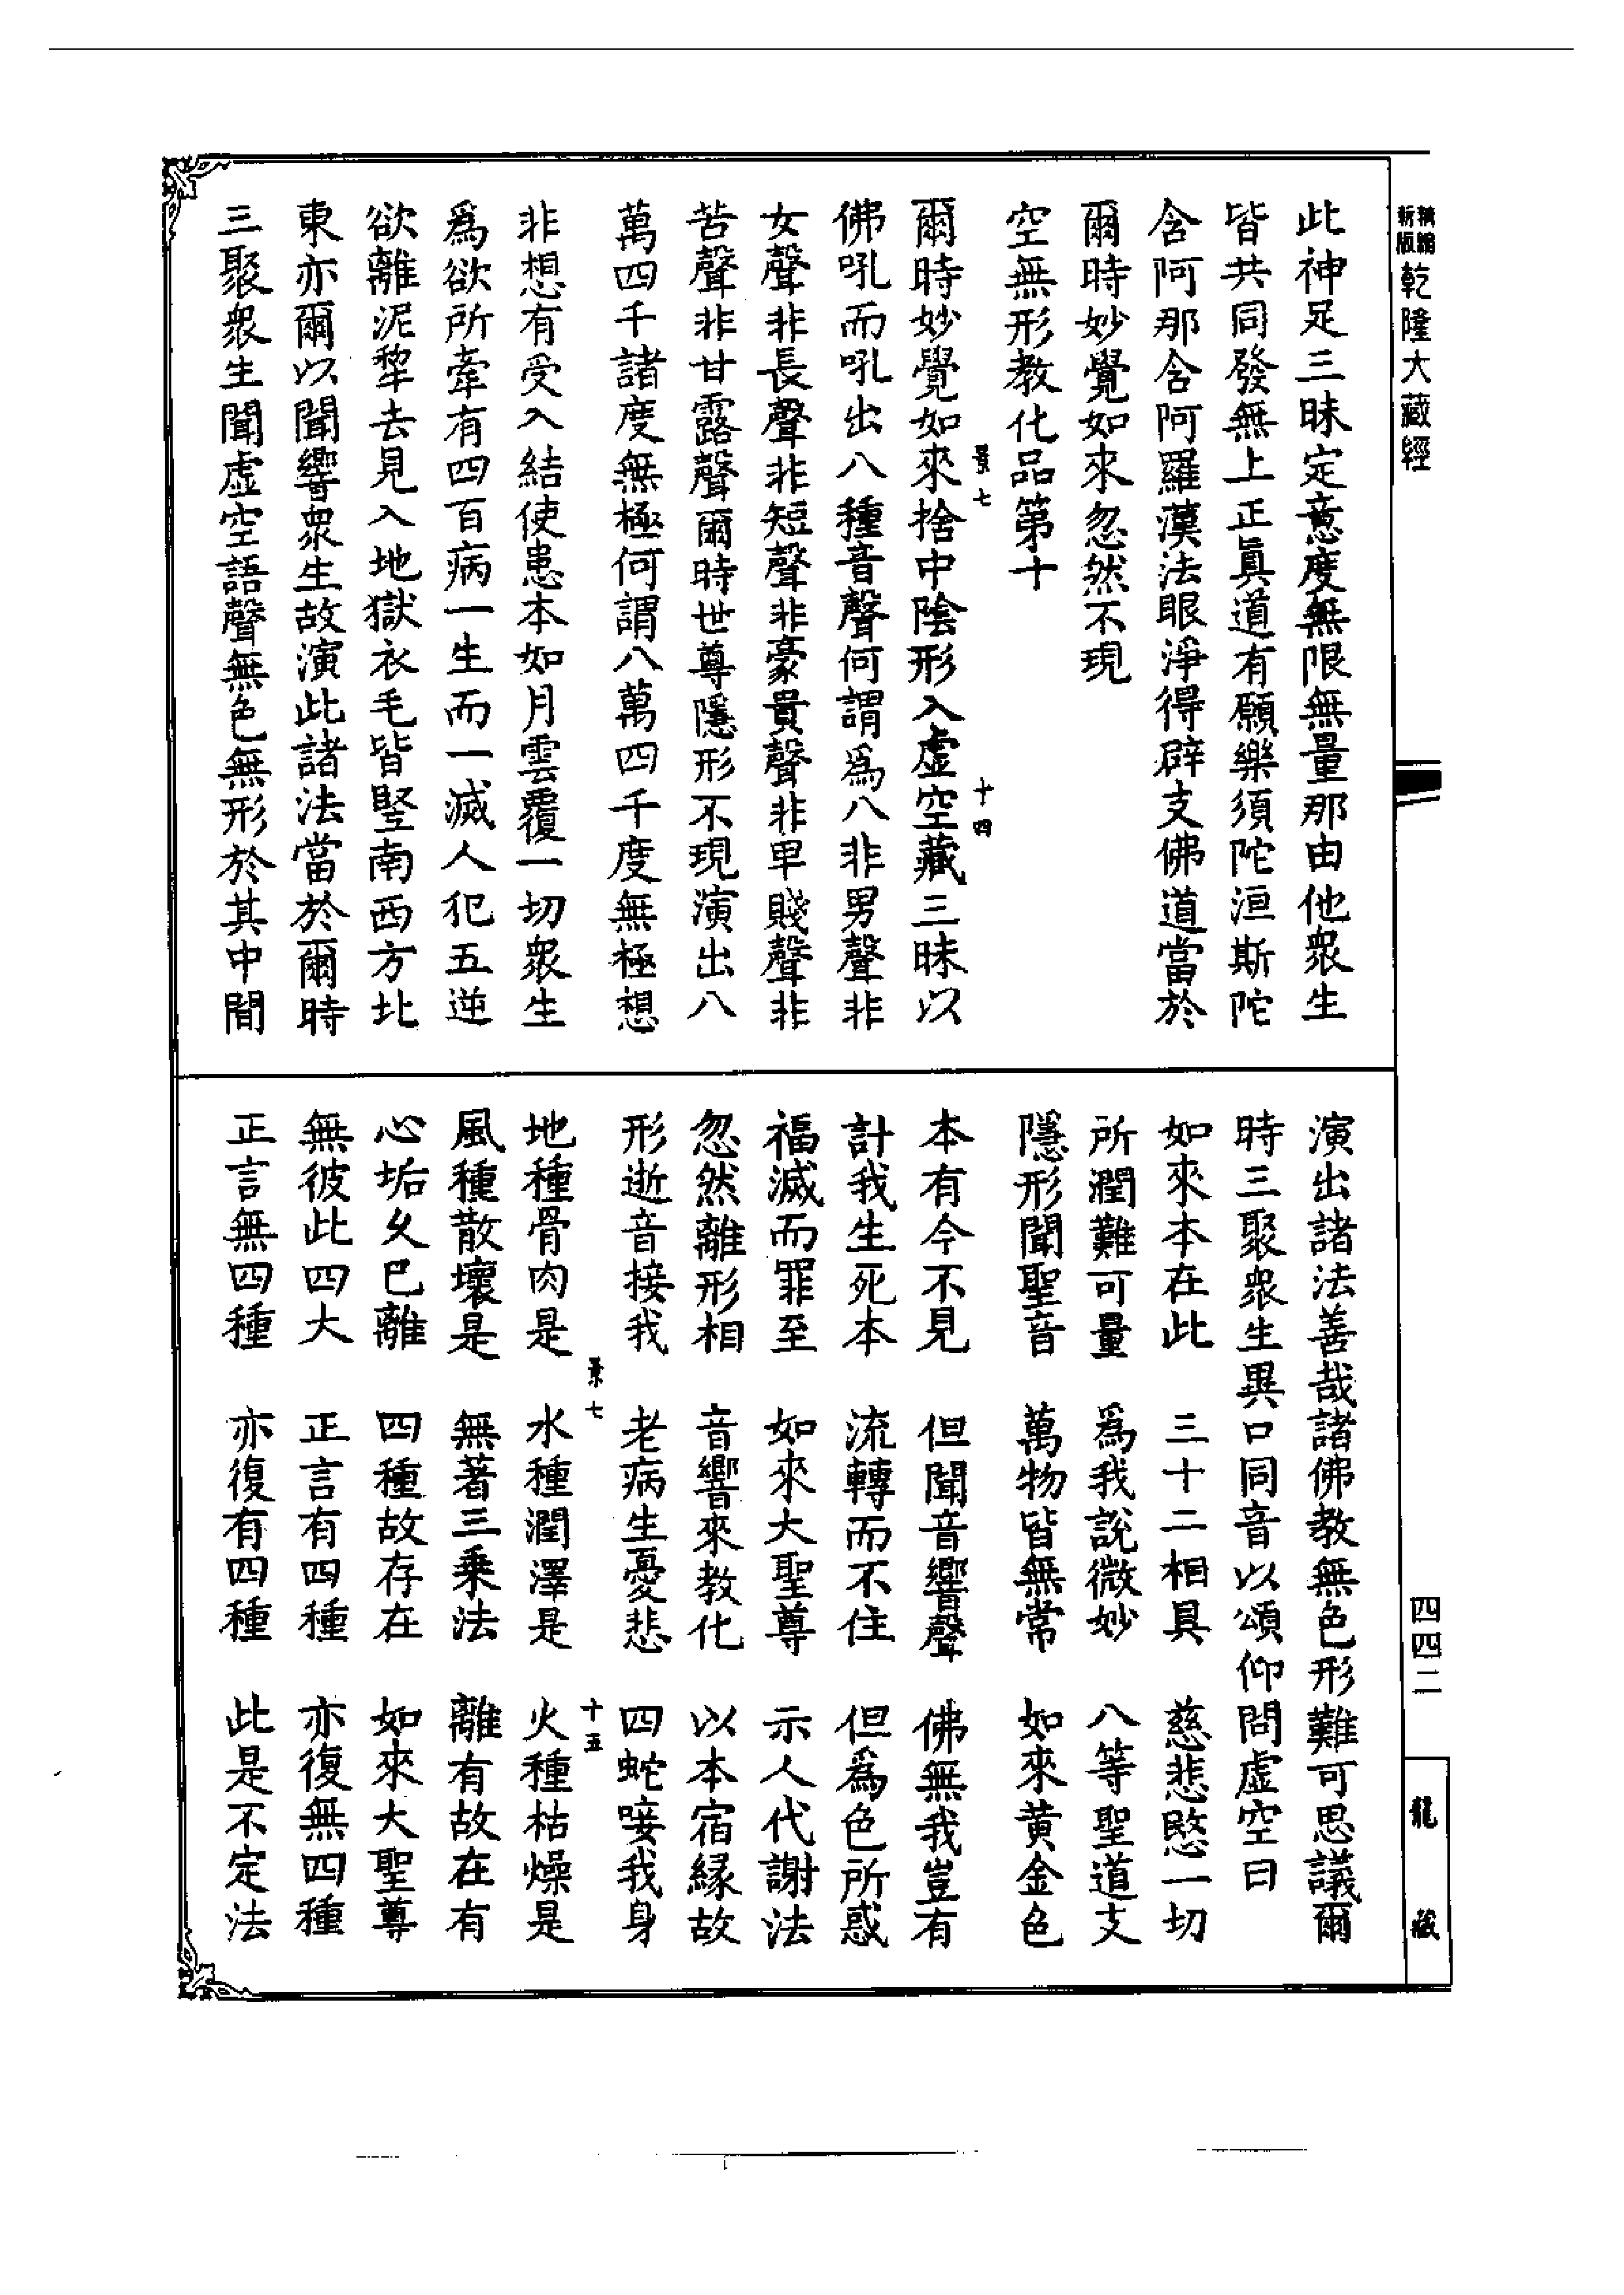 精編新版乾隆大藏經
四四二
龍藏
此神足三昧定意度無限無量那由他衆生
皆共同發無上正眞道有願樂須陀洹斯陀
含阿那含阿羅漢法眼淨得辟支佛道當於
爾時妙覺如來忽然不現
空無形教化品第十
景七 十四
爾時妙覺如來捨中陰形入虛空藏三昧以
佛吼而吼出八種音聲何謂爲八非男聲非
女聲非長聲非短聲非豪貴聲非卑賤聲非
苦聲非甘露聲爾時世尊隱形不現演出八
萬四千諸度無極何謂八萬四千度無極想
非想有受入結使患本如月雲覆一切衆生
爲欲所牽有四百病一生而一滅人犯五逆
欲離泥犂去見入地獄衣毛皆竪南西方北
東亦爾以聞響衆生故演此諸法當於爾時
三聚衆生聞虛空語聲無色無形於其中間
演出諸法善哉諸佛教無色形難可思議爾
時三聚衆生異口同音以頌仰問虛空曰
如來本在此 三十二相具 慈悲愍一切
所潤難可量 爲我說微妙 八等聖道支
隱形聞聖音 萬物皆無常 如來黃金色
本有今不見 但聞音響聲 佛無我豈有
計我生死本 流轉而不住 但爲色所惑
福滅而罪至 如來大聖尊 示人代謝法
忽然離形相 音響來教化 以本宿緣故
形逝音接我 老病生憂悲 四蛇唼我身
景七 十五
地種骨肉是 水種潤澤是 火種枯燥是
風種散壞是 無著三乘法 離有故在有
心垢久已離 四種故存在 如來大聖尊
無彼此四大 正言有四種 亦復無四種
正言無四種 亦復有四種 此是不定法